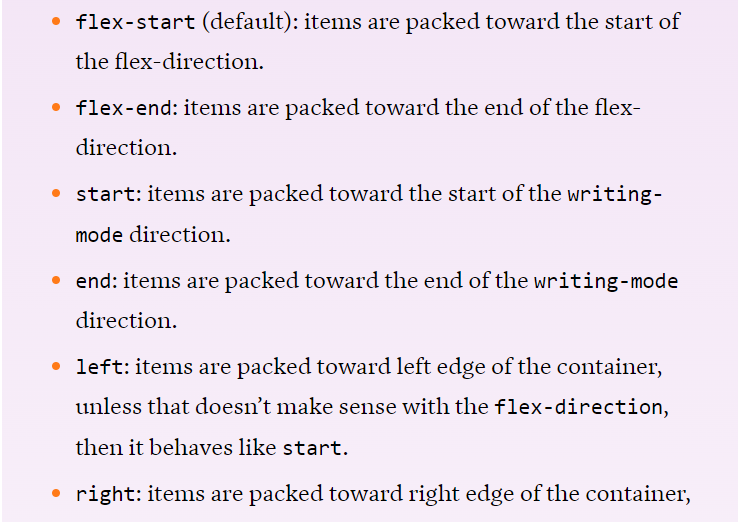 flex-start (default): items are packed toward the start of
the flex-direction.
flex-end: items are packed toward the end of the flex-
direction.
start: items are packed toward the start of the writing-
mode direction.
end: items are packed toward the end of the writing-mode
direction.
left: items are packed toward left edge of the container,
unless that doesn’t make sense with the flex-direction,
then it behaves like start.
right: items are packed toward right edge of the container,